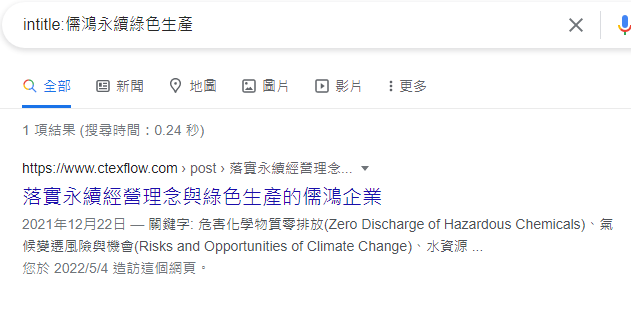 intitle:儒鴻永續綠色生產
全部 新聞 地圖 圖片 影片 更多
1 項結果 (搜尋時間：0.24 秒)
https://www.ctexflow.com › post › 落實永續經營理念...
落實永續經營理念與綠色生產的儒鴻企業
2021年12月22日 — 關鍵字: 危害化學物質零排放(Zero Discharge of Hazardous Chemicals)、氣
候變遷風險與機會(Risks and Opportunities of Climate Change)、水資源 ...
您於 2022/5/4 造訪這個網頁。